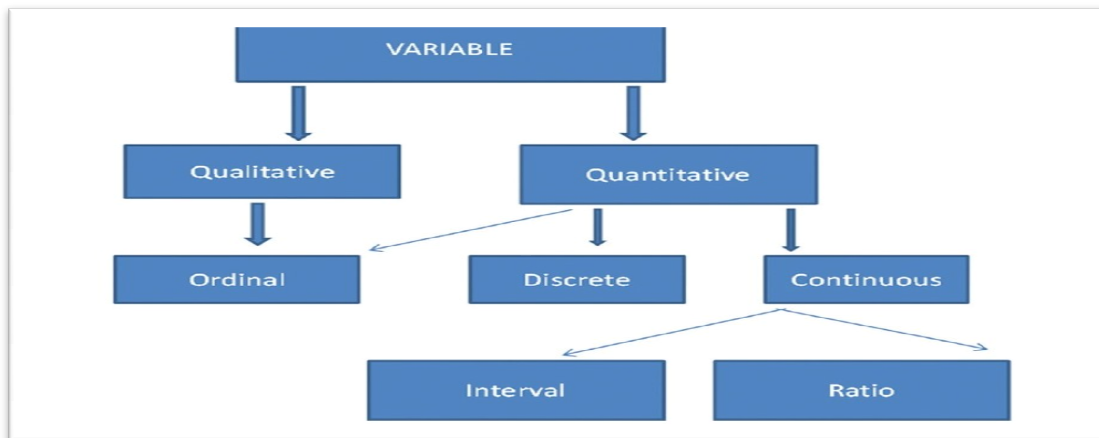 VARIABLE
Qualitative
Quantitative
Ordinal
Discrete
Continuous
Interval
Ratio